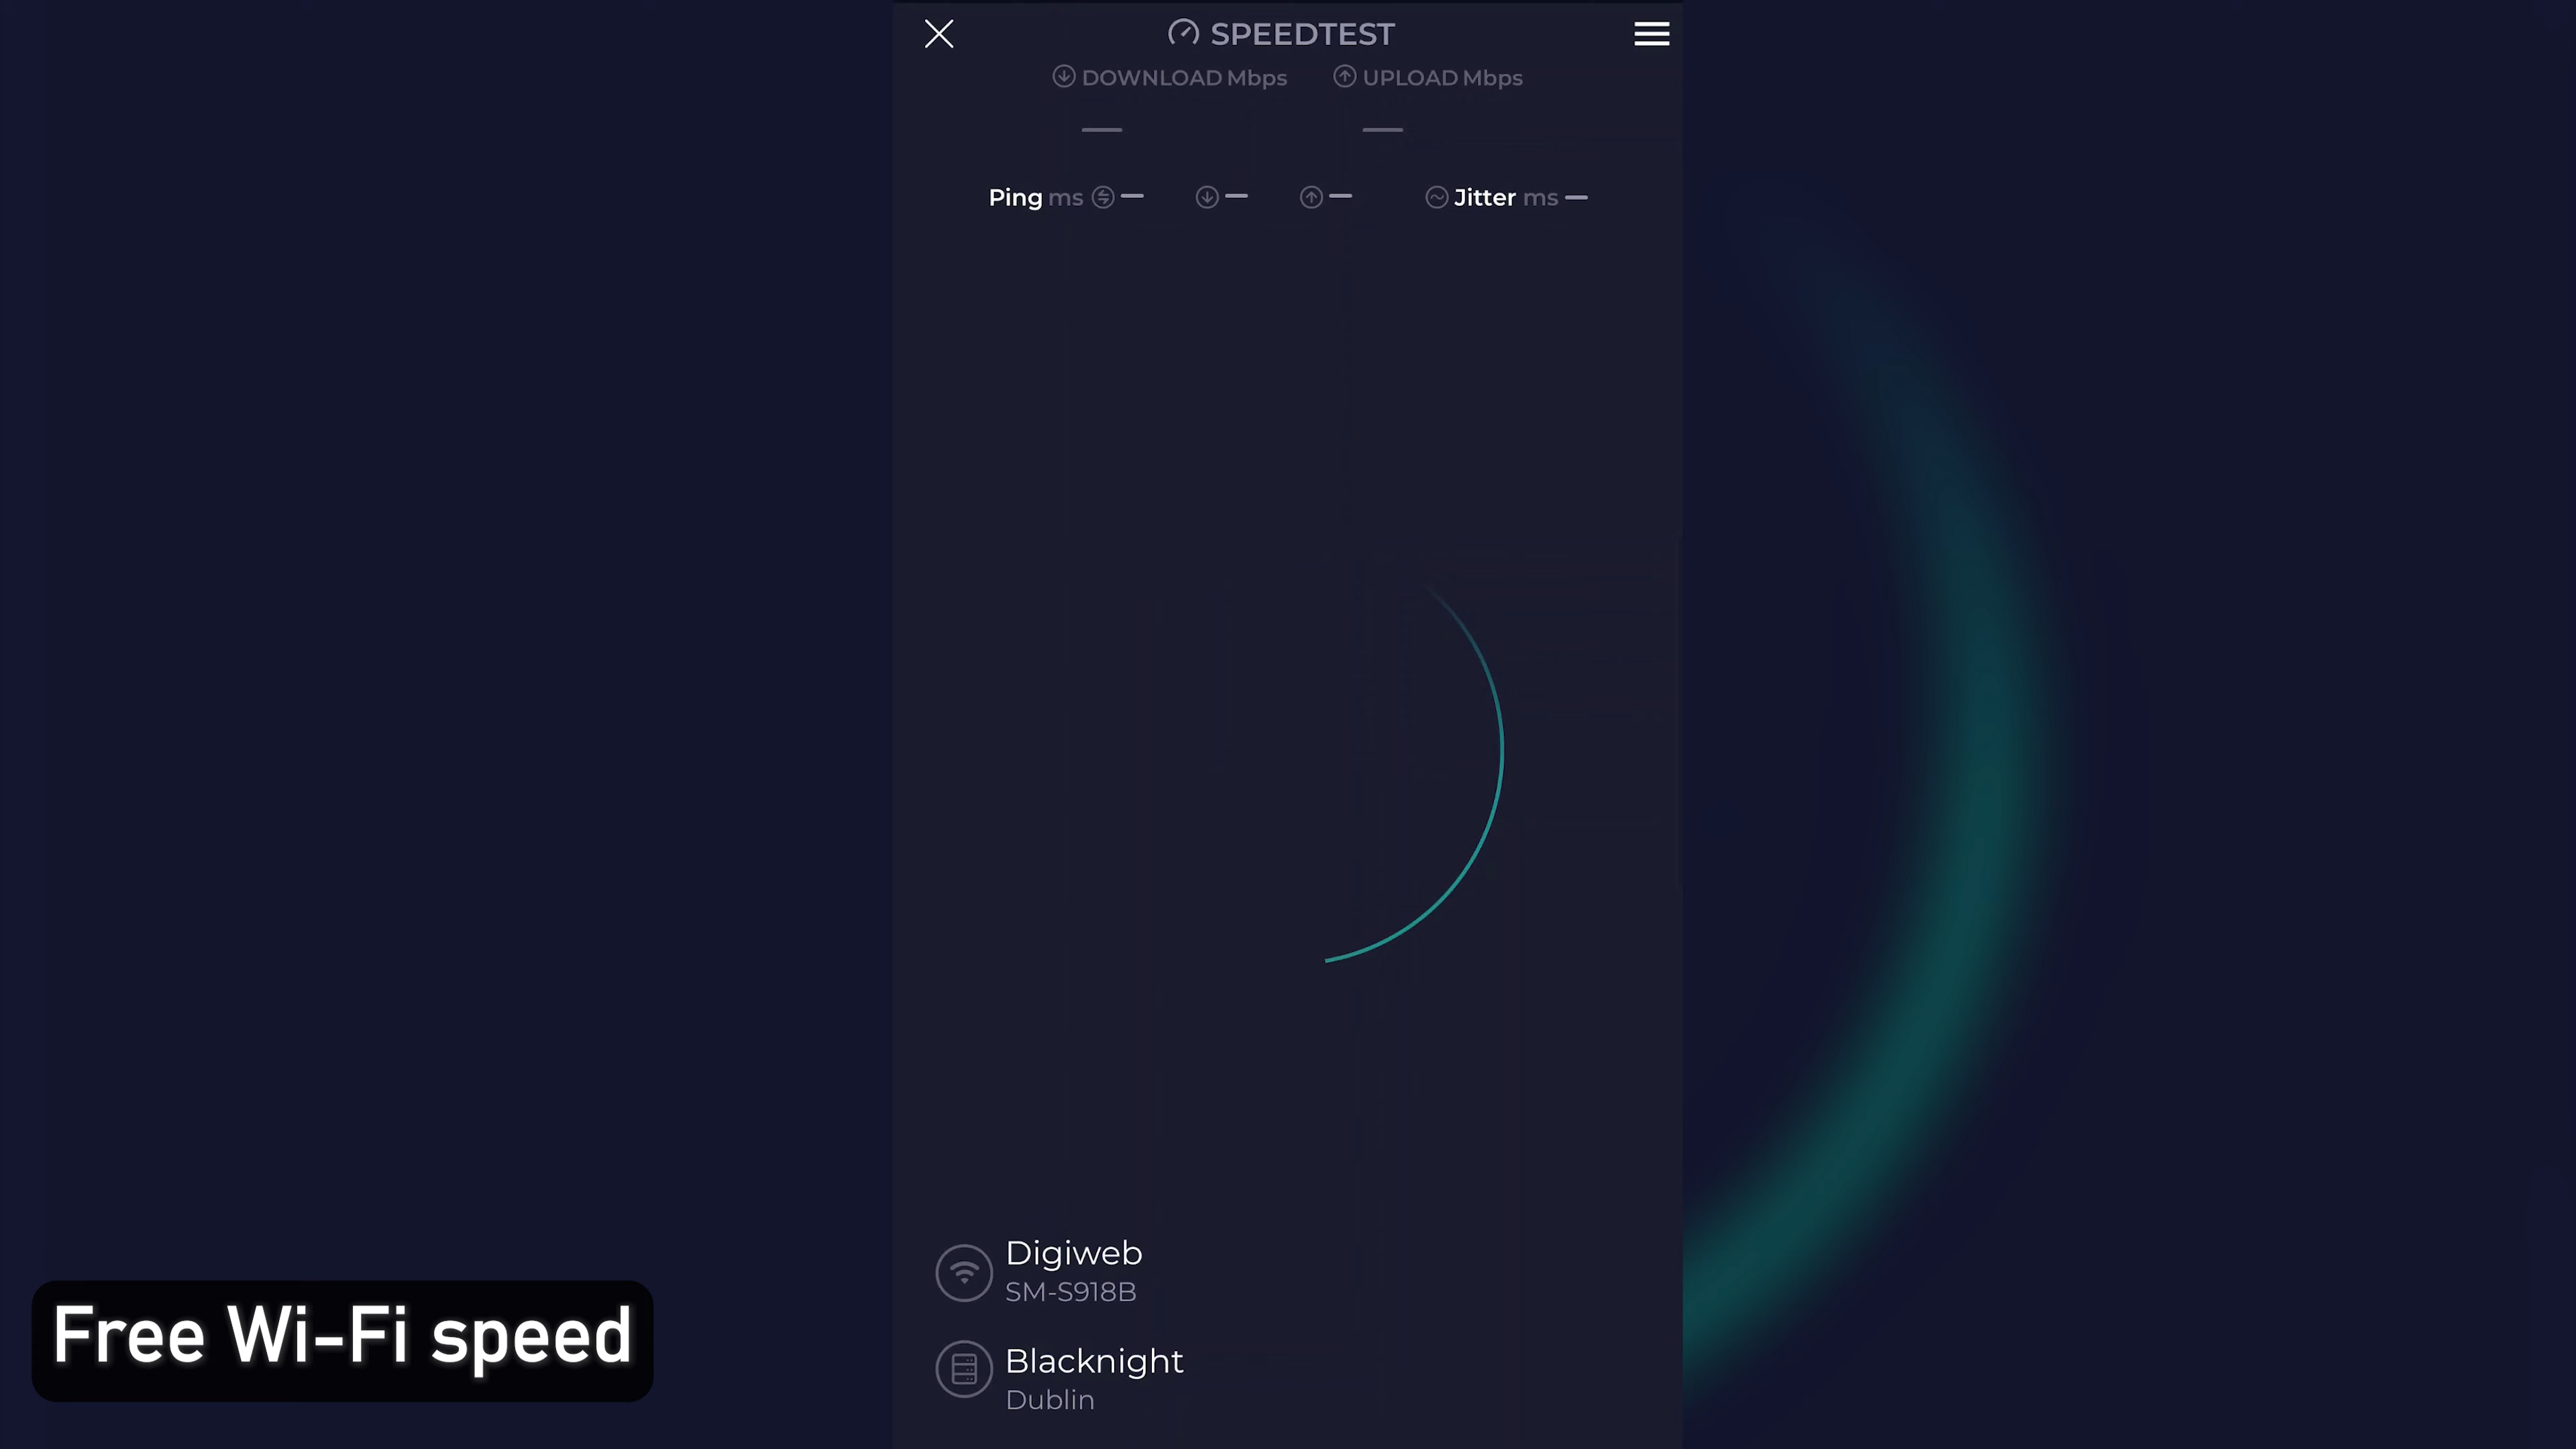 SPEEDTEST
DOWNLOAD Mbps UPLOAD Mbps
— —
Ping ms — — — Jitter ms —
Digiweb
SM-S918B
Free Wi-Fi speed
Blacknight
Dublin